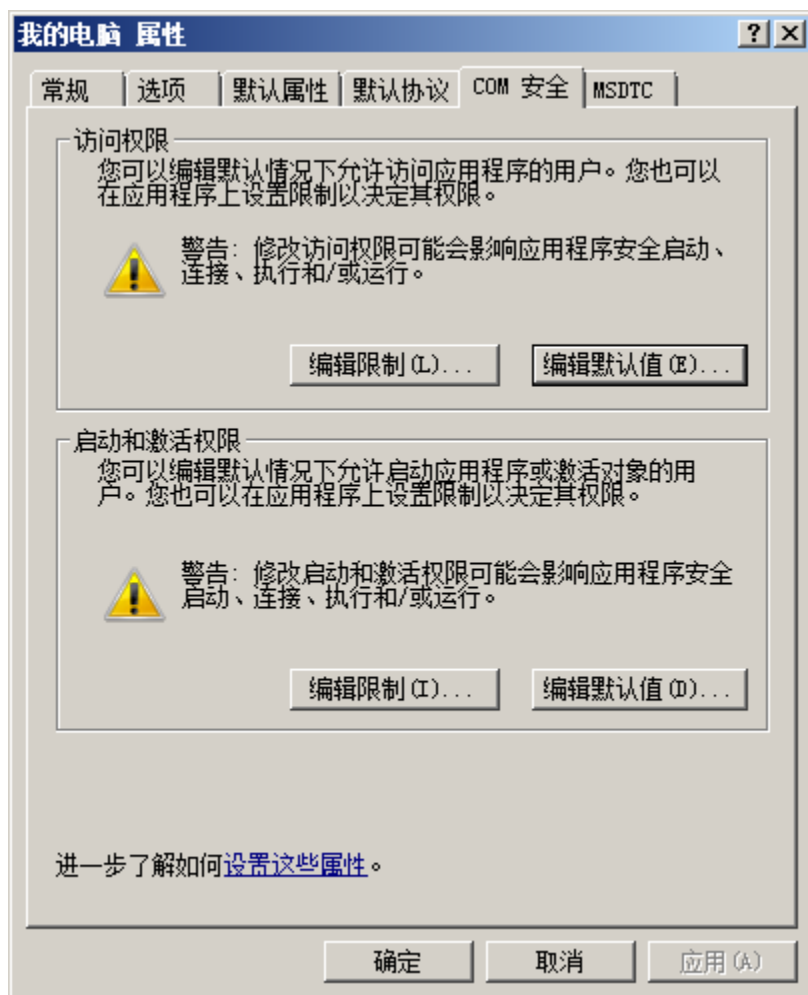 我的电脑 属性
常规 选项 默认属性 默认协议 COM 安全 MSDTC
访问权限
您可以编辑默认情况下允许访问应用程序的用户。您也可以
在应用程序上设置限制以决定其权限。
警告: 修改访问权限可能会影响应用程序安全启动、
连接、执行和/或运行。
编辑限制(L)... 编辑默认值(E)...
启动和激活权限
您可以编辑默认情况下允许启动应用程序或激活对象的用
户。您也可以在应用程序上设置限制以决定其权限。
警告: 修改启动和激活权限可能会影响应用程序安全
启动、连接、执行和/或运行。
编辑限制(I)... 编辑默认值(D)...
进一步了解如何设置这些属性。
确定 取消 应用(A)